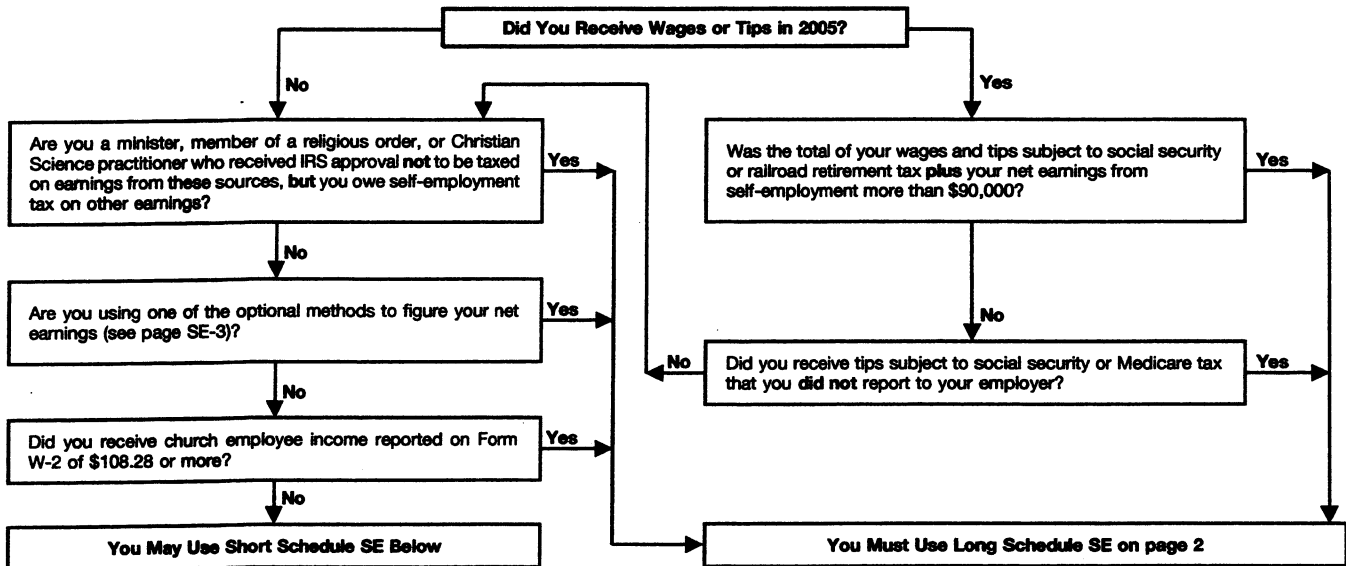 Did You Receive Wages or Tips in 2005?
No
Yes
Are you a minister, member of a religious order, or Christian
Science practitioner who received IRS approval not to be taxed
on earnings from these sources, but you owe self-employment
tax on other earnings?
Yes
Was the total of your wages and tips subject to social security
or railroad retirement tax plus your net earnings from
self-employment more than $90,000?
Yes
No
Are you using one of the optional methods to figure your net
earnings (see page SE-3)?
Yes
No
No
Did you receive tips subject to social security or Medicare tax
that you did not report to your employer?
Yes
No
Did you receive church employee income reported on Form
W-2 of $108.28 or more?
Yes
No
You May Use Short Schedule SE Below
You Must Use Long Schedule SE on page 2